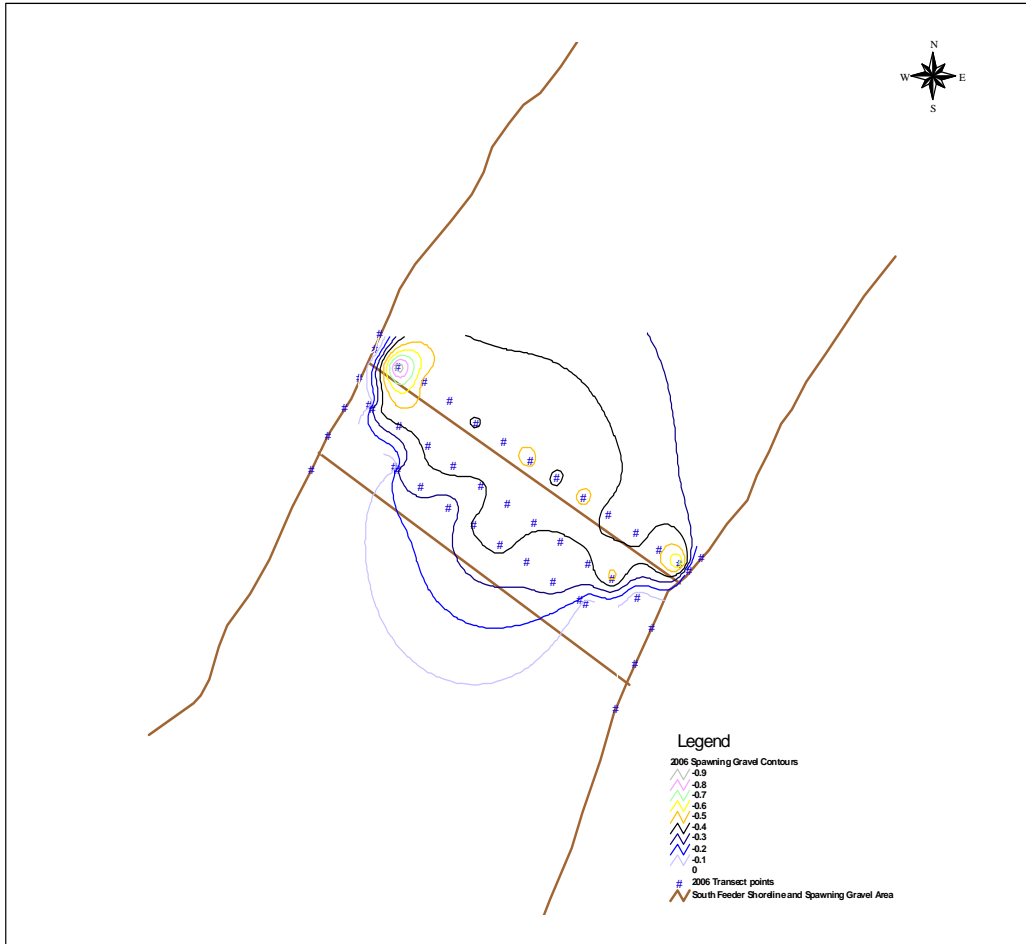 N
W E
S
Legend
2006 Spawning Gravel Contours
-0.9
-0.8
-0.7
-0.6
-0.5
-0.4
-0.3
-0.2
-0.1
0
# 2006 Transect points
South Feeder Shoreline and Spawning Gravel Area